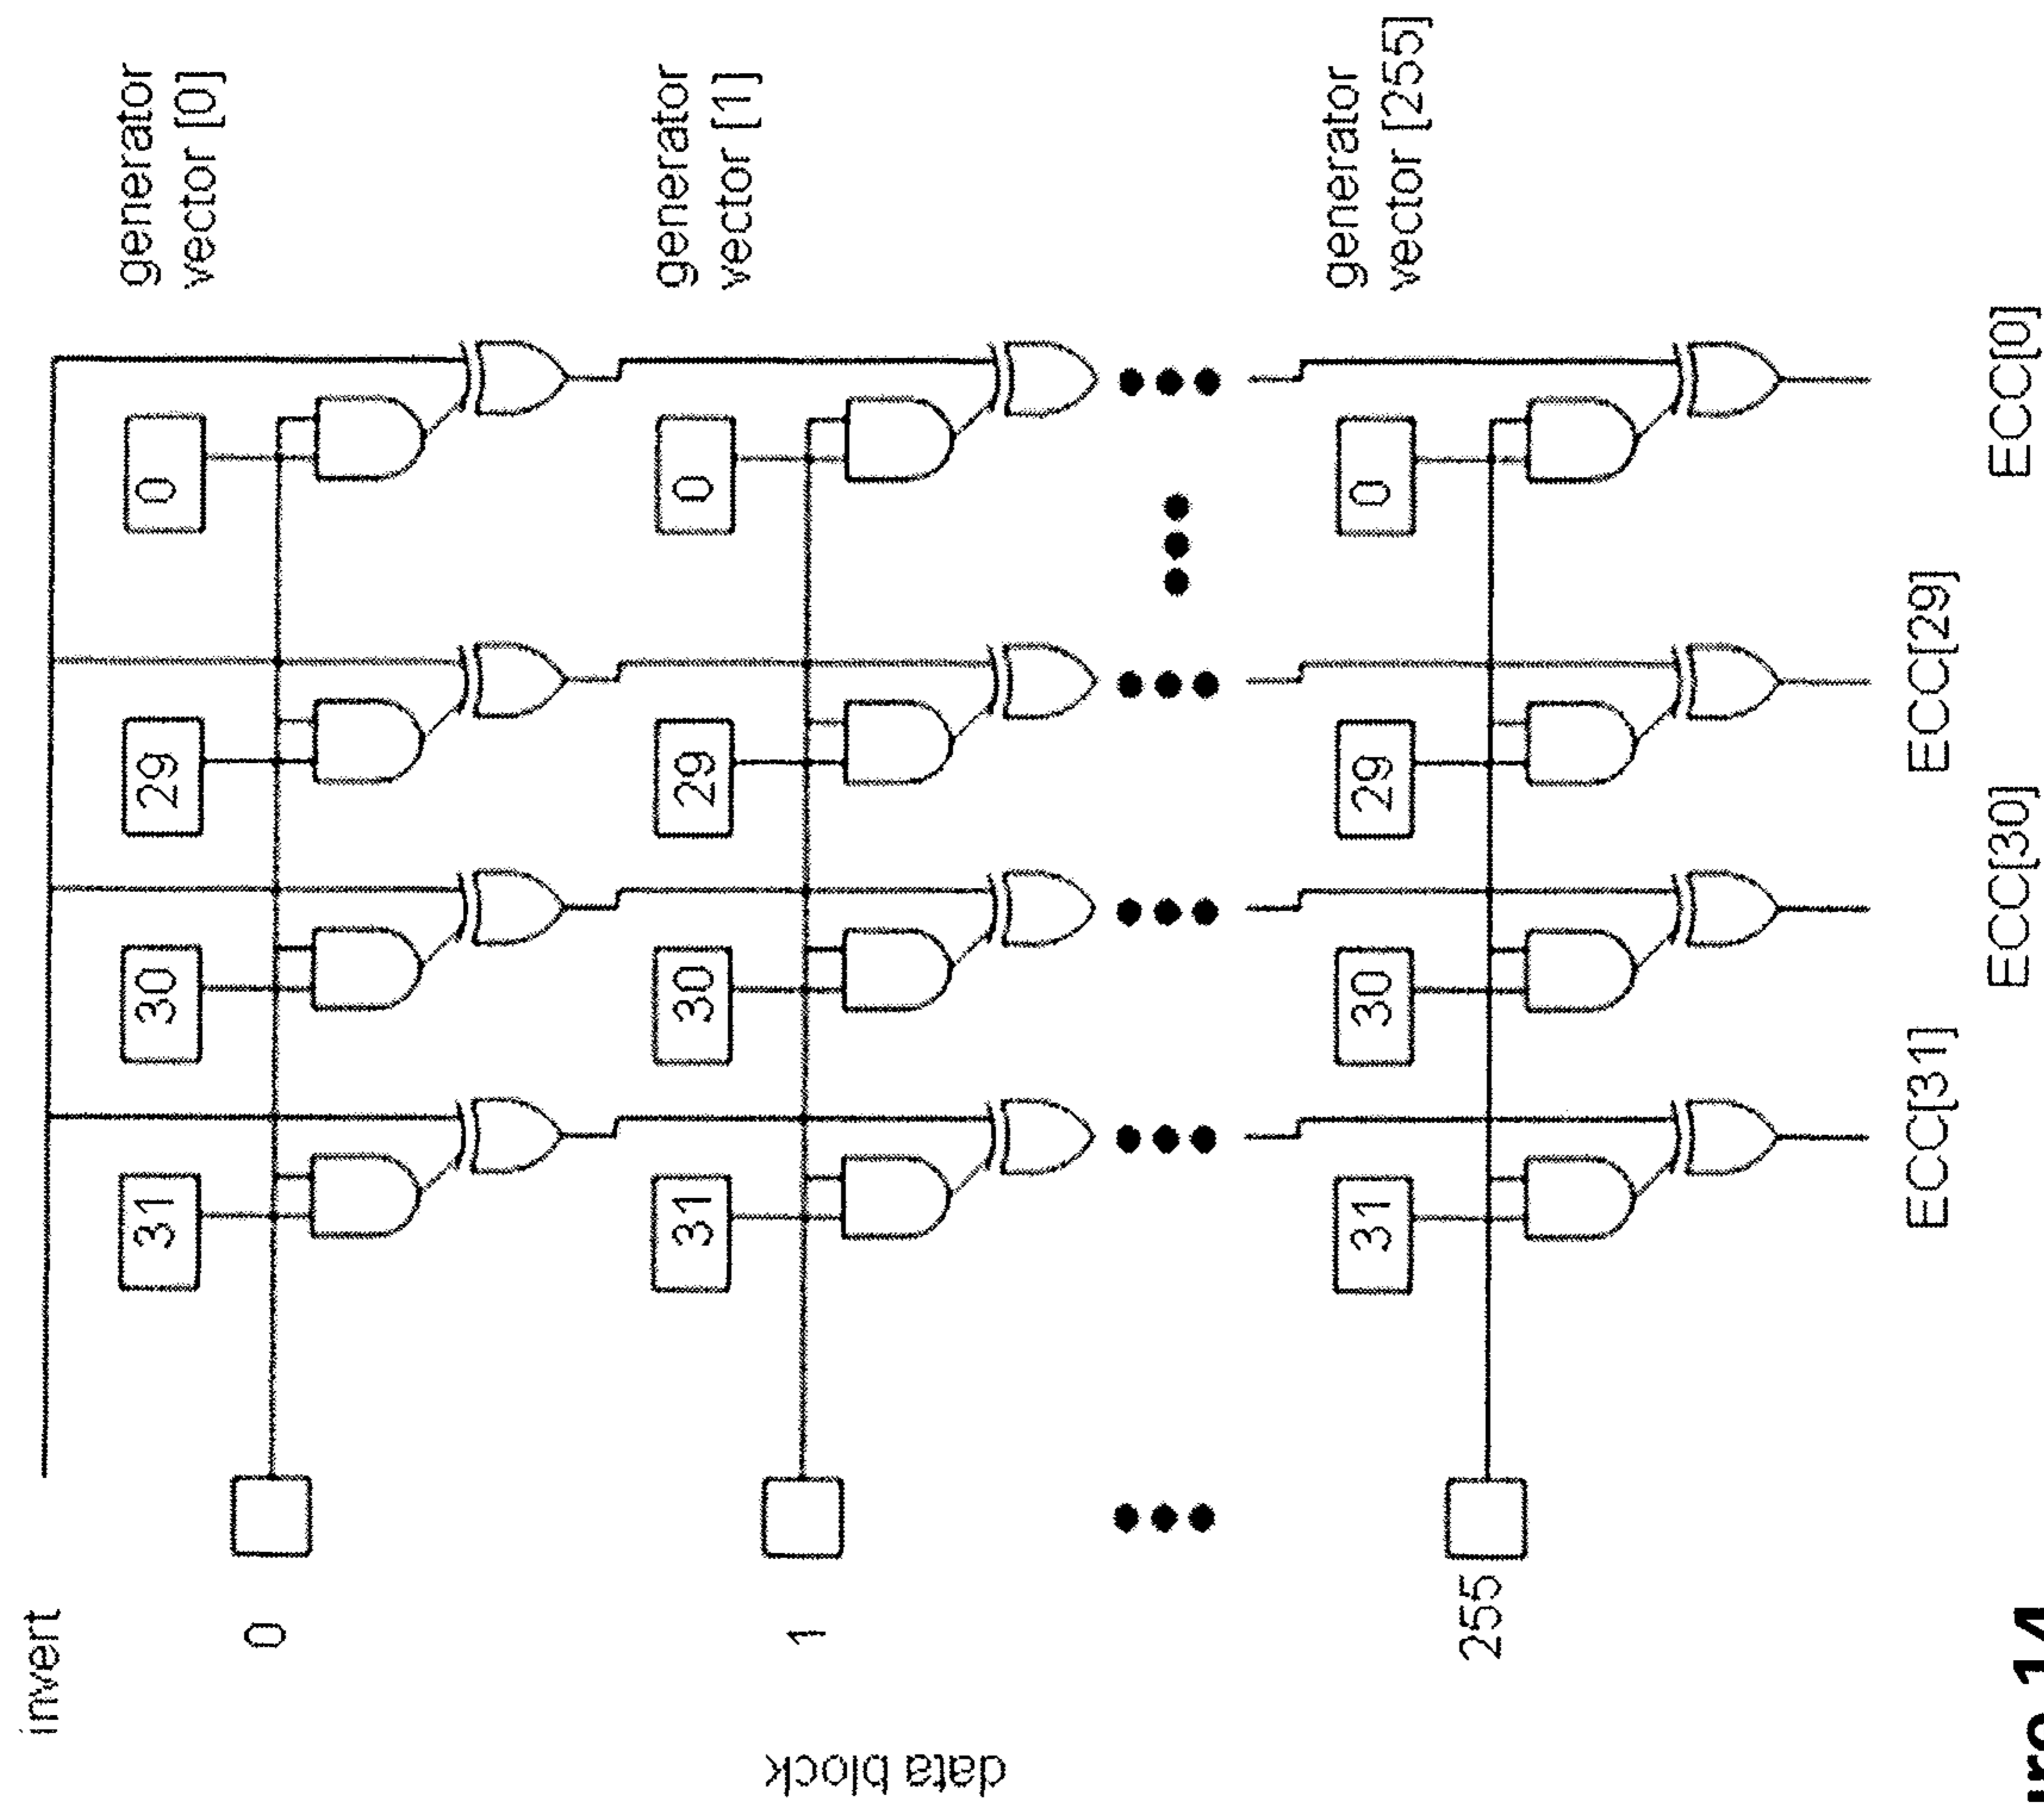 invert
generator
vector [0]
31
30
29
0
0
generator
vector [1]
31
30
29
0
1
data block
generator
vector [255]
31
30
29
0
255
ECC[31]
ECC[30]
ECC[29]
ECC[0]
14